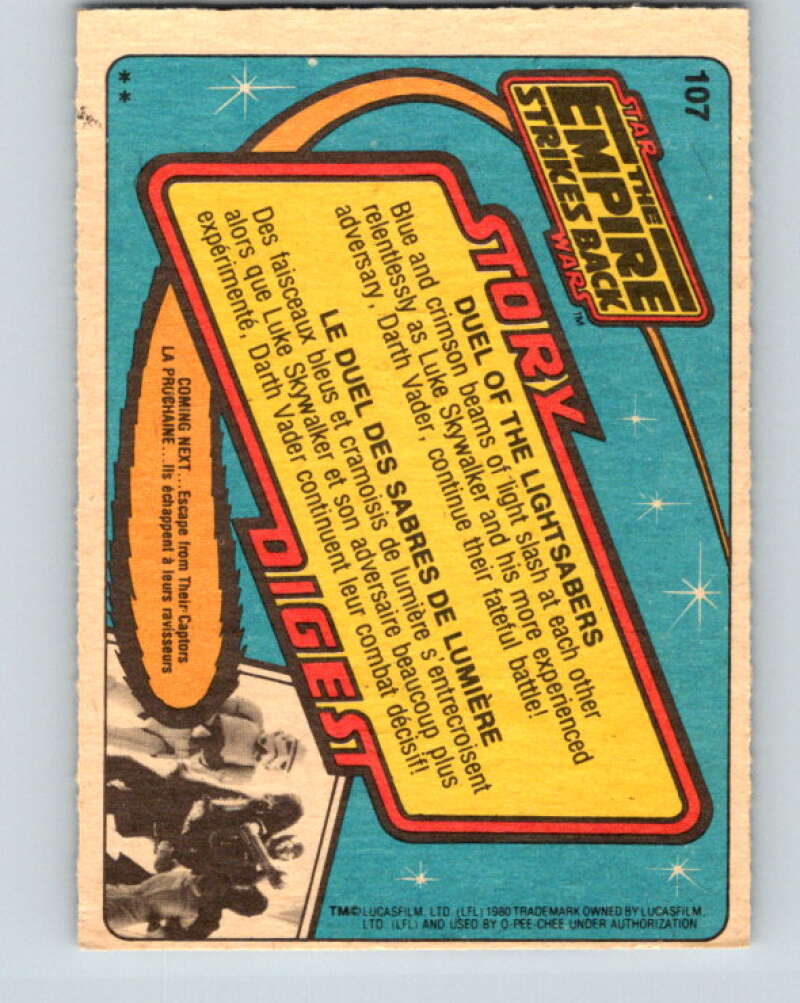 107
STAR
THE
EMPIRE
STRIKES BACK
WARS™
STORY
DUEL OF THE LIGHTSABERS
Blue and crimson beams of light slash at each other
relentlessly as Luke Skywalker and his more experienced
adversary, Darth Vader, continue their fateful battle!
LE DUEL DES SABRES DE LUMIÈRE
Des faisceaux bleus et cramoisis de lumière s'entrecroisent
alors que Luke Skywalker et son adversaire beaucoup plus
expérimenté, Darth Vader continuent leur combat décisif!
DIGEST
COMING NEXT...Escape from Their Captors
LA PROCHAINE...Ils échappent à leurs ravisseurs
**
TM© LUCASFILM, LTD. (LFL) 1980 TRADEMARK OWNED BY LUCASFILM,
LTD. (LFL) AND USED BY O-PEE-CHEE UNDER AUTHORIZATION